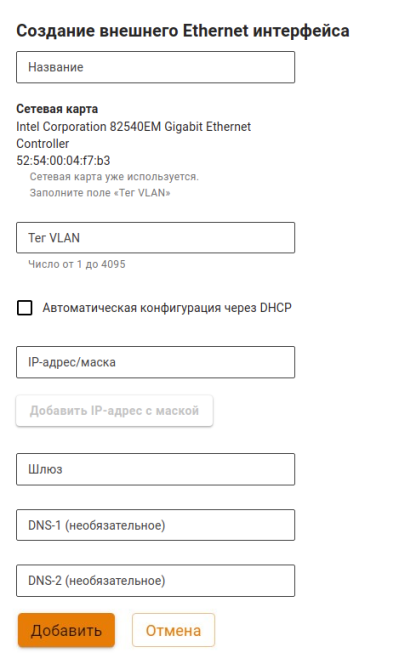 Создание внешнего Ethernet интерфейса
Название
Сетевая карта
Intel Corporation 82540EM Gigabit Ethernet
Controller
52:54:00:04:f7:b3
Сетевая карта уже используется.
Заполните поле «Тег VLAN»
Тег VLAN
Число от 1 до 4095
Автоматическая конфигурация через DHCP
IP-адрес/маска
Добавить IP-адрес с маской
Шлюз
DNS-1 (необязательное)
DNS-2 (необязательное)
Добавить
Отмена